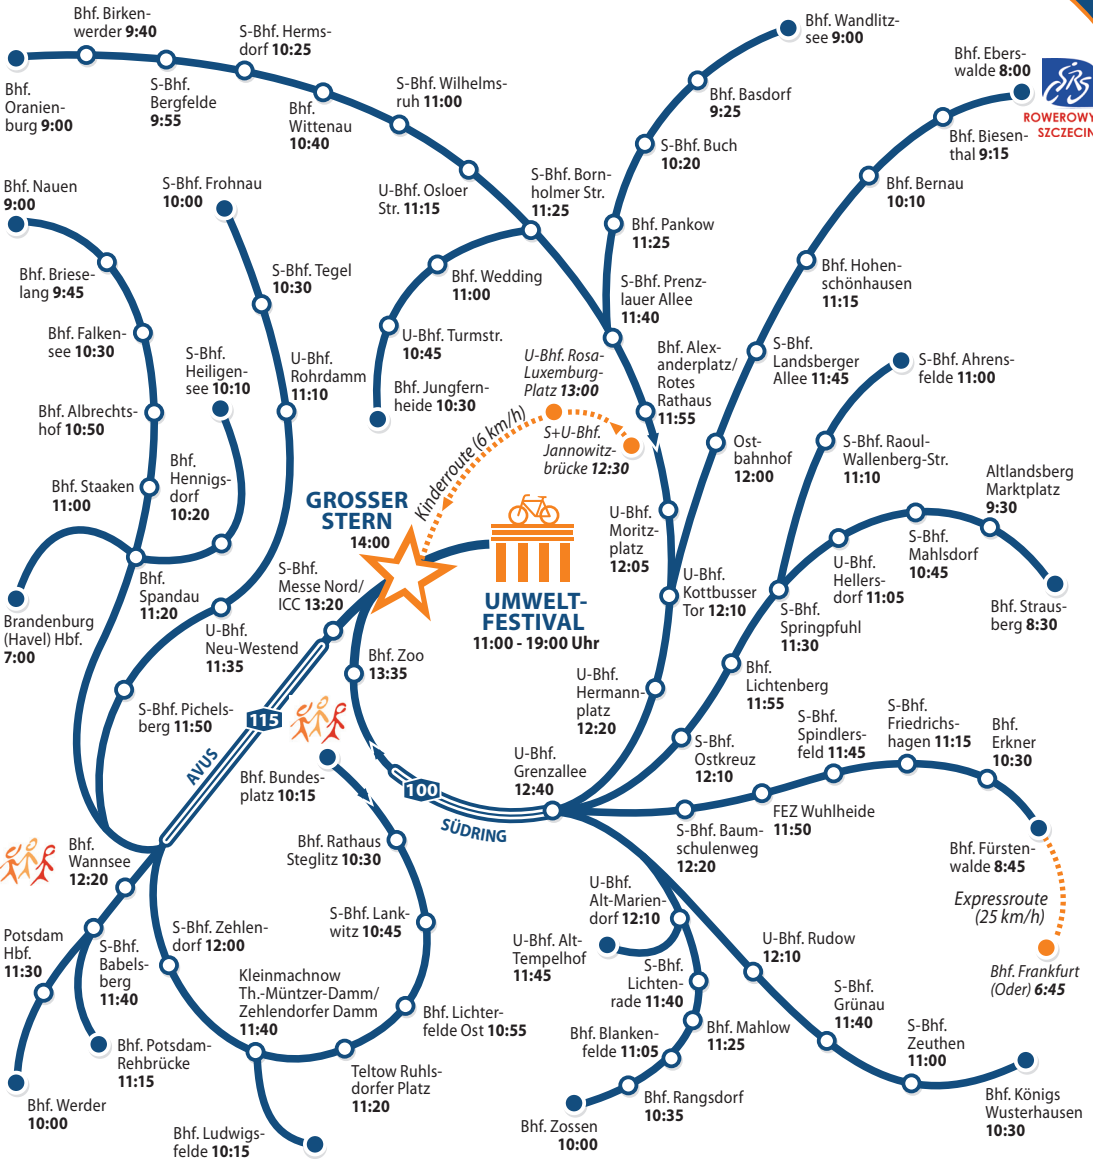 Bhf. Birken-
werder 9:40
S-Bhf. Herms-
dorf 10:25
Bhf. Wandlitz-
see 9:00
Bhf. Ebers-
walde 8:00
ROWEROWY
SZCZECIN
Bhf.
Oranien-
burg 9:00
S-Bhf.
Bergfelde
9:55
Bhf.
Wittenau
10:40
S-Bhf. Wilhelms-
ruh 11:00
Bhf. Basdorf
9:25
Bhf. Biesen-
thal 9:15
S-Bhf. Buch
10:20
Bhf. Bernau
10:10
Bhf. Nauen
9:00
S-Bhf. Frohnau
10:00
U-Bhf. Osloer
Str. 11:15
S-Bhf. Born-
holmer Str.
11:25
Bhf. Pankow
11:25
Bhf. Briese-
lang 9:45
S-Bhf. Tegel
10:30
Bhf. Wedding
11:00
S-Bhf. Prenz-
lauer Allee
11:40
Bhf. Hohen-
schönhausen
11:15
Bhf. Falken-
see 10:30
S-Bhf.
Heiligen-
see 10:10
U-Bhf.
Rohrdamm
11:10
U-Bhf. Turmstr.
10:45
U-Bhf. Rosa-
Luxemburg-
Platz 13:00
Bhf. Alex-
anderplatz/
Rotes
Rathaus
11:55
S-Bhf.
Landsberger
Allee 11:45
S-Bhf. Ahrens-
felde 11:00
Bhf. Jungfern-
heide 10:30
Bhf. Albrechts-
hof 10:50
Kinderroute (6 km/h)
S+U-Bhf.
Jannowitz-
brücke 12:30
Ost-
bahnhof
12:00
S-Bhf. Raoul-
Wallenberg-Str.
11:10
Bhf. Staaken
11:00
Bhf.
Hennigs-
dorf
10:20
GROSSER
STERN
14:00
U-Bhf.
Moritz-
platz
12:05
Altlandsberg
Marktplatz
9:30
S-Bhf.
Mahlsdorf
10:45
Bhf.
Spandau
11:20
S-Bhf.
Messe Nord/
ICC 13:20
UMWELT-
FESTIVAL
11:00 - 19:00 Uhr
U-Bhf.
Kottbusser
Tor 12:10
S-Bhf.
Springpfuhl
11:30
U-Bhf.
Hellers-
dorf 11:05
Bhf. Straus-
berg 8:30
Brandenburg
(Havel) Hbf.
7:00
U-Bhf.
Neu-Westend
11:35
Bhf. Zoo
13:35
U-Bhf.
Hermann-
platz
12:20
Bhf.
Lichtenberg
11:55
S-Bhf. Pichels-
berg 11:50
115
AVUS
S-Bhf.
Ostkreuz
12:10
S-Bhf.
Spindlers-
feld 11:45
S-Bhf.
Friedrichs-
hagen 11:15
Bhf.
Erkner
10:30
Bhf. Bundes-
platz 10:15
100
SÜDRING
U-Bhf.
Grenzallee
12:40
S-Bhf. Baum-
schulenweg
12:20
FEZ Wuhlheide
11:50
Bhf. Fürsten-
walde 8:45
Bhf.
Wannsee
12:20
Bhf. Rathaus
Steglitz 10:30
U-Bhf.
Alt-Marien-
dorf 12:10
Expressroute
(25 km/h)
Potsdam
Hbf.
11:30
S-Bhf.
Babels-
berg
11:40
S-Bhf. Zehlen-
dorf 12:00
S-Bhf. Lank-
witz 10:45
U-Bhf. Alt-
Tempelhof
11:45
U-Bhf. Rudow
12:10
Bhf. Frankfurt
(Oder) 6:45
Kleinmachnow
Th.-Müntzer-Damm/
Zehlendorfer Damm
11:40
Bhf. Lichter-
felde Ost 10:55
S-Bhf.
Lichten-
rade 11:40
S-Bhf.
Grünau
11:40
Bhf. Potsdam-
Rehbrücke
11:15
Bhf. Blanken-
felde 11:05
Bhf. Mahlow
11:25
S-Bhf.
Zeuthen
11:00
Teltow Ruhls-
dorfer Platz
11:20
Bhf. Rangsdorf
10:35
Bhf. Königs
Wusterhausen
10:30
Bhf. Werder
10:00
Bhf. Ludwigs-
felde 10:15
Bhf. Zossen
10:00